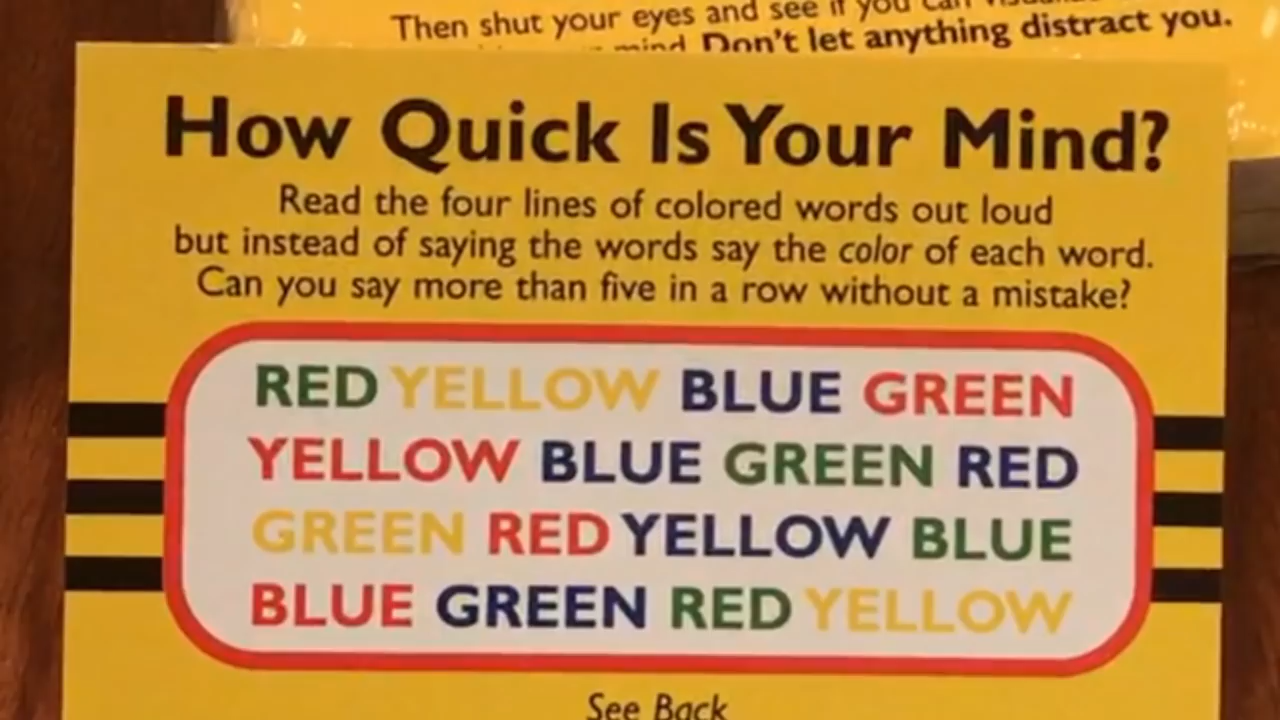 Then shut your eyes and see if you can
mind. Don't let anything distract you.
How Quick Is Your Mind?
Read the four lines of colored words out loud
but instead of saying the words say the color of each word.
Can you say more than five in a row without a mistake?
RED YELLOW BLUE GREEN
YELLOW BLUE GREEN RED
GREEN RED YELLOW BLUE
BLUE GREEN RED YELLOW
See Back